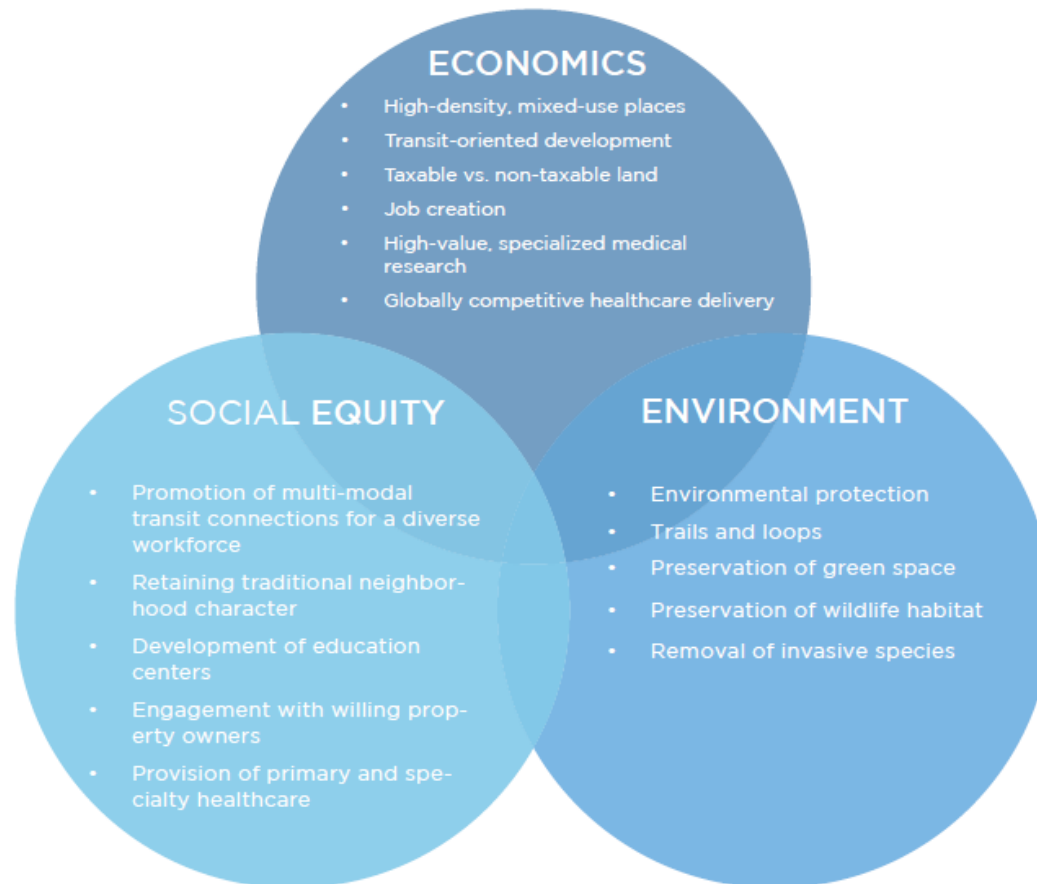 ECONOMICS
• High-density, mixed-use places
• Transit-oriented development
• Taxable vs. non-taxable land
• Job creation
• High-value, specialized medical
research
• Globally competitive healthcare delivery
SOCIAL EQUITY
• Promotion of multi-modal
transit connections for a diverse
workforce
• Retaining traditional neighbor-
hood character
• Development of education
centers
• Engagement with willing prop-
erty owners
• Provision of primary and spe-
cialty healthcare
ENVIRONMENT
• Environmental protection
• Trails and loops
• Preservation of green space
• Preservation of wildlife habitat
• Removal of invasive species